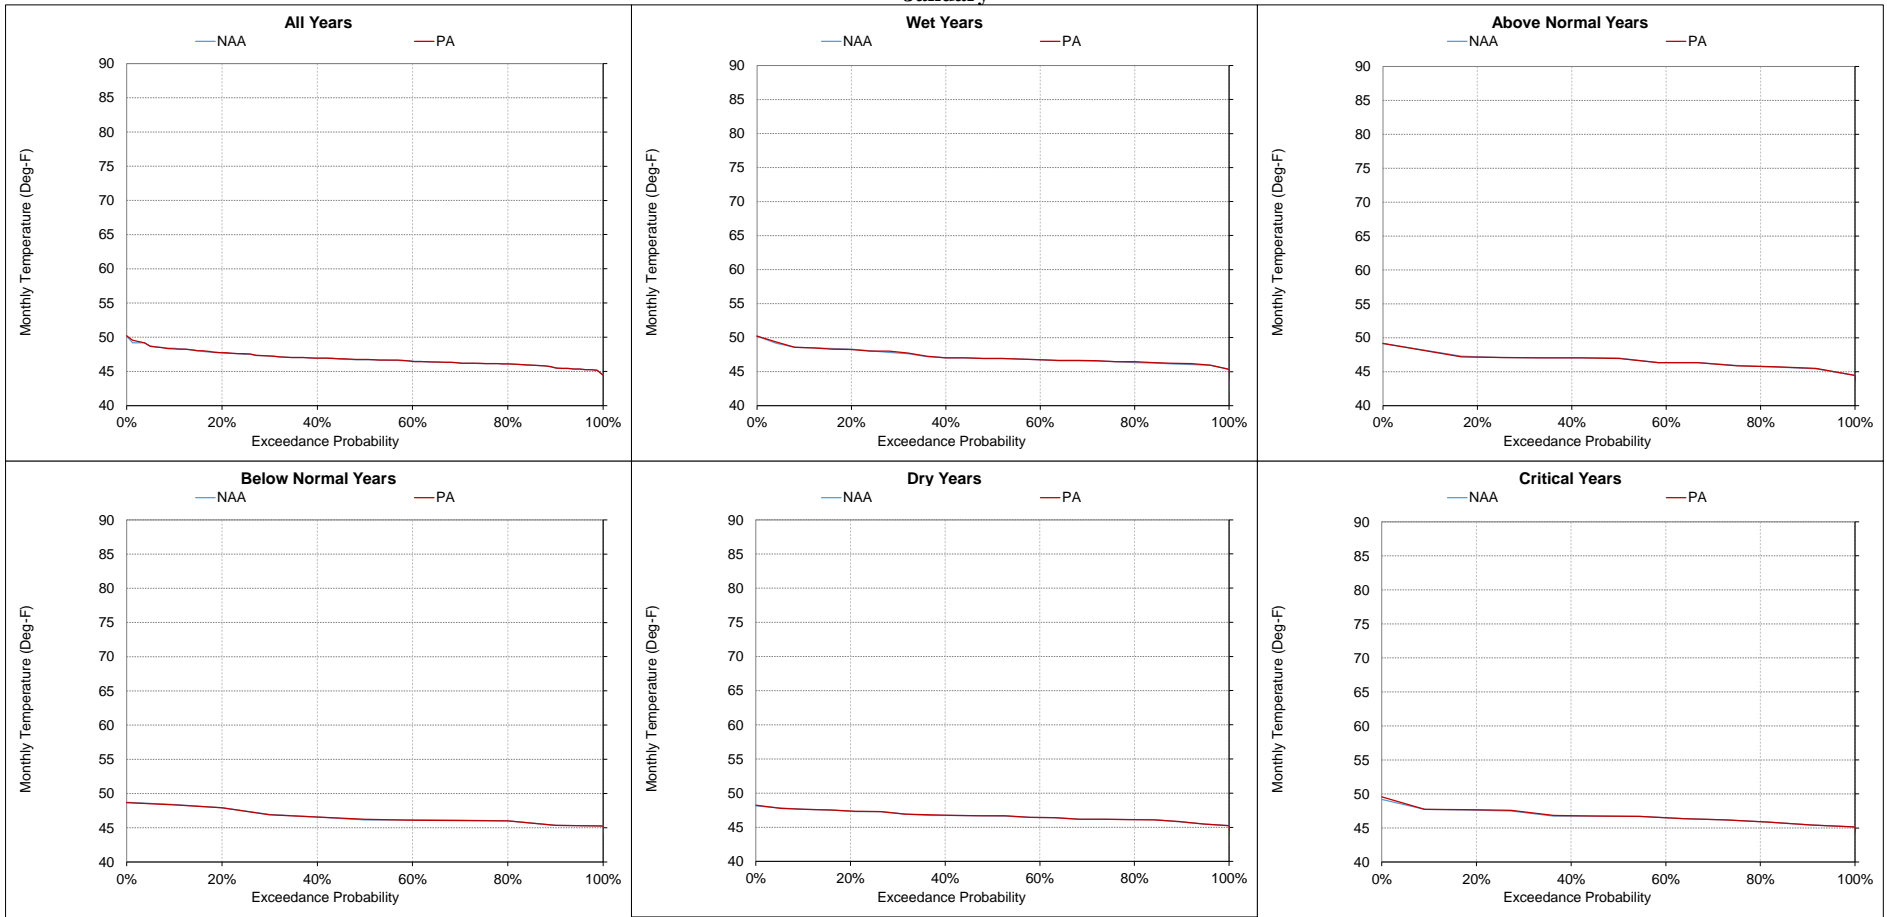 All Years
NAA PA
90
85
80
75
70
65
60
55
50
45
40
Monthly Temperature (Deg-F)
0% 20% 40% 60% 80% 100%
Exceedance Probability
Wet Years
NAA PA
90
85
80
75
70
65
60
55
50
45
40
Monthly Temperature (Deg-F)
0% 20% 40% 60% 80% 100%
Exceedance Probability
Above Normal Years
NAA PA
90
85
80
75
70
65
60
55
50
45
40
Monthly Temperature (Deg-F)
0% 20% 40% 60% 80% 100%
Exceedance Probability
Below Normal Years
NAA PA
90
85
80
75
70
65
60
55
50
45
40
Monthly Temperature (Deg-F)
0% 20% 40% 60% 80% 100%
Exceedance Probability
Dry Years
NAA PA
90
85
80
75
70
65
60
55
50
45
40
Monthly Temperature (Deg-F)
0% 20% 40% 60% 80% 100%
Exceedance Probability
Critical Years
NAA PA
90
85
80
75
70
65
60
55
50
45
40
Monthly Temperature (Deg-F)
0% 20% 40% 60% 80% 100%
Exceedance Probability